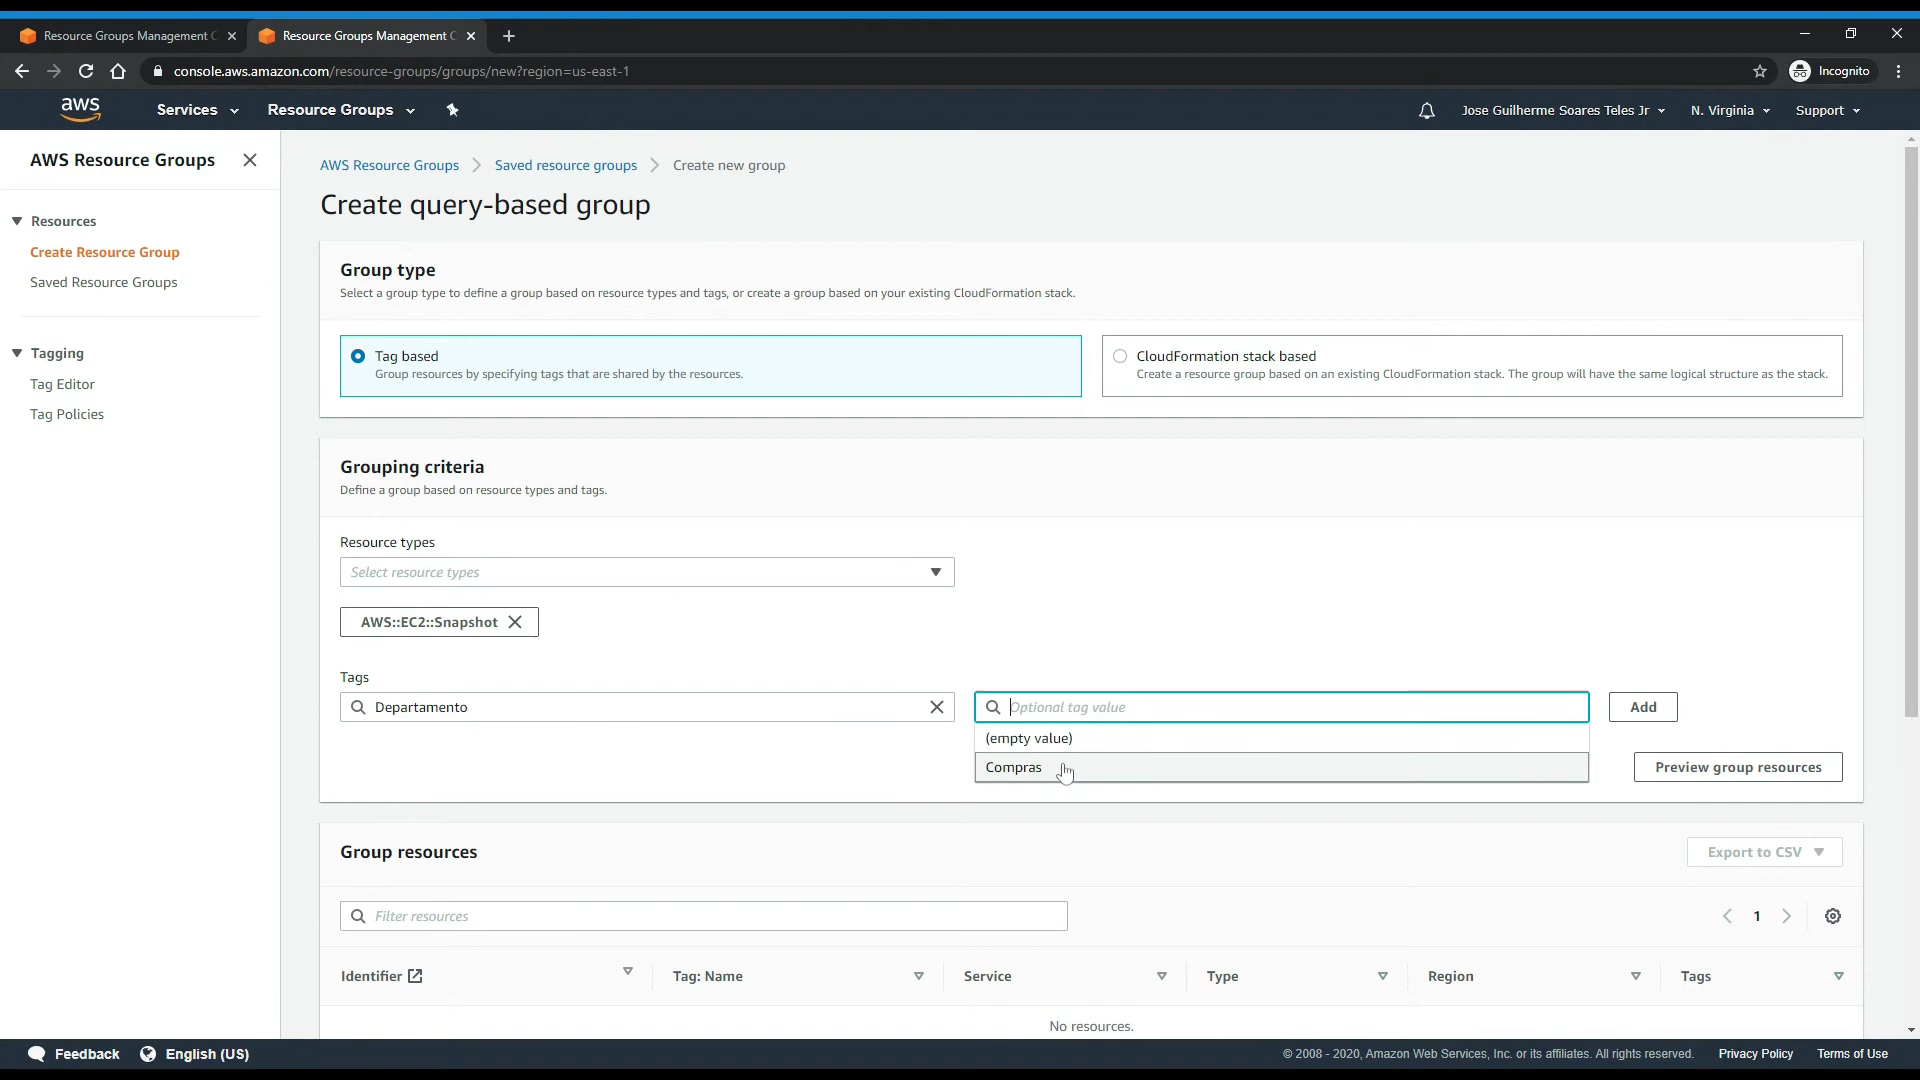 Resource Groups Management C
Resource Groups Management C
console.aws.amazon.com/resource-groups/groups/new?region=us-east-1
Incognito
aws
Services
Resource Groups
Jose Guilherme Soares Teles Jr
N. Virginia
Support
AWS Resource Groups
Resources
Create Resource Group
Saved Resource Groups
Tagging
Tag Editor
Tag Policies
AWS Resource Groups
Saved resource groups
Create new group
Create query-based group
Group type
Select a group type to define a group based on resource types and tags, or create a group based on your existing CloudFormation stack.
Tag based
Group resources by specifying tags that are shared by the resources.
CloudFormation stack based
Create a resource group based on an existing CloudFormation stack. The group will have the same logical structure as the stack.
Grouping criteria
Define a group based on resource types and tags.
Resource types
Select resource types
AWS::EC2::Snapshot
Tags
Departamento
Optional tag value
Add
(empty value)
Compras
Preview group resources
Group resources
Export to CSV
Filter resources
1
Identifier
Tag: Name
Service
Type
Region
Tags
No resources.
Feedback
English (US)
© 2008 - 2020, Amazon Web Services, Inc. or its affiliates. All rights reserved.
Privacy Policy
Terms of Use